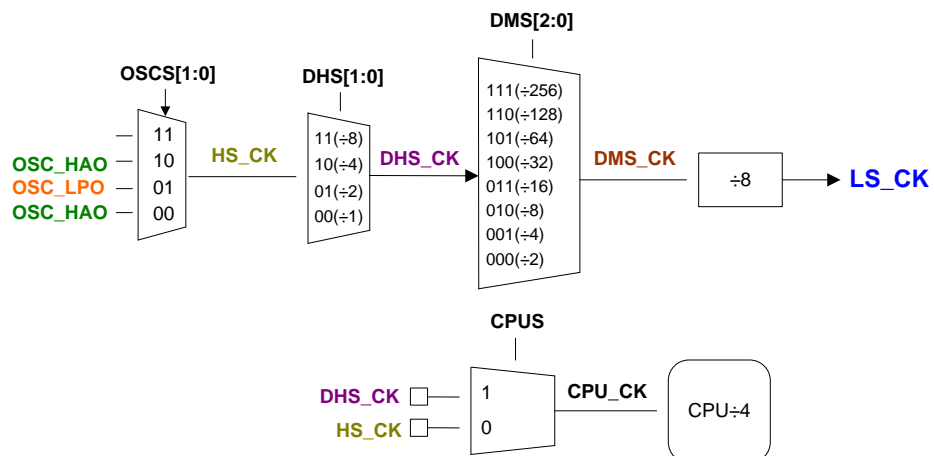 DMS[2:0]
OSCS[1:0]
DHS[1:0]
111(÷256)
110(÷128)
101(÷64)
100(÷32)
011(÷16)
010(÷8)
001(÷4)
000(÷2)
11
10
01
00
OSC_HAO
OSC_LPO
OSC_HAO
HS_CK
11(÷8)
10(÷4)
01(÷2)
00(÷1)
DHS_CK
DMS_CK
÷8
LS_CK
CPUS
DHS_CK
HS_CK
1
0
CPU_CK
CPU÷4